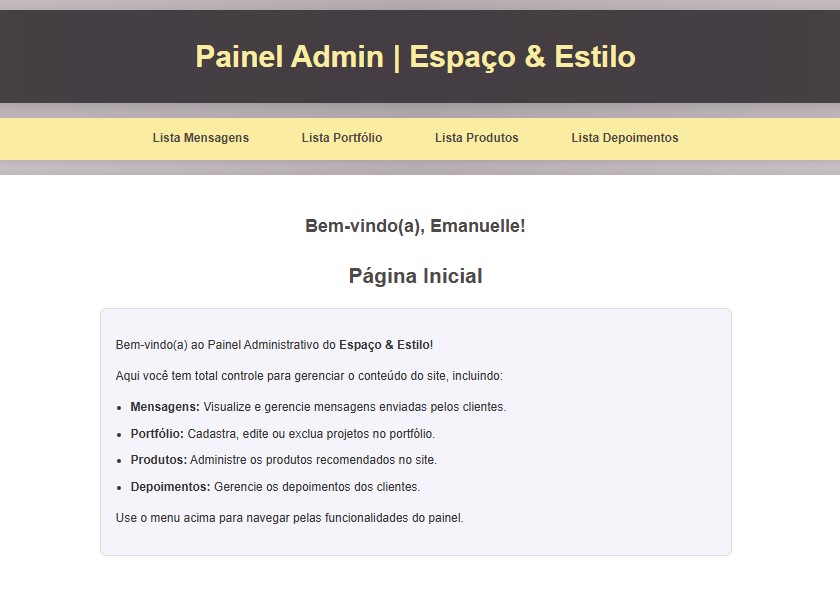 Painel Admin | Espaço & Estilo
Lista Mensagens Lista Portfólio Lista Produtos Lista Depoimentos
Bem-vindo(a), Emanuelle!
Página Inicial
Bem-vindo(a) ao Painel Administrativo do Espaço & Estilo!
Aqui você tem total controle para gerenciar o conteúdo do site, incluindo:
• Mensagens: Visualize e gerencie mensagens enviadas pelos clientes.
• Portfólio: Cadastra, edite ou exclua projetos no portfólio.
• Produtos: Administre os produtos recomendados no site.
• Depoimentos: Gerencie os depoimentos dos clientes.
Use o menu acima para navegar pelas funcionalidades do painel.